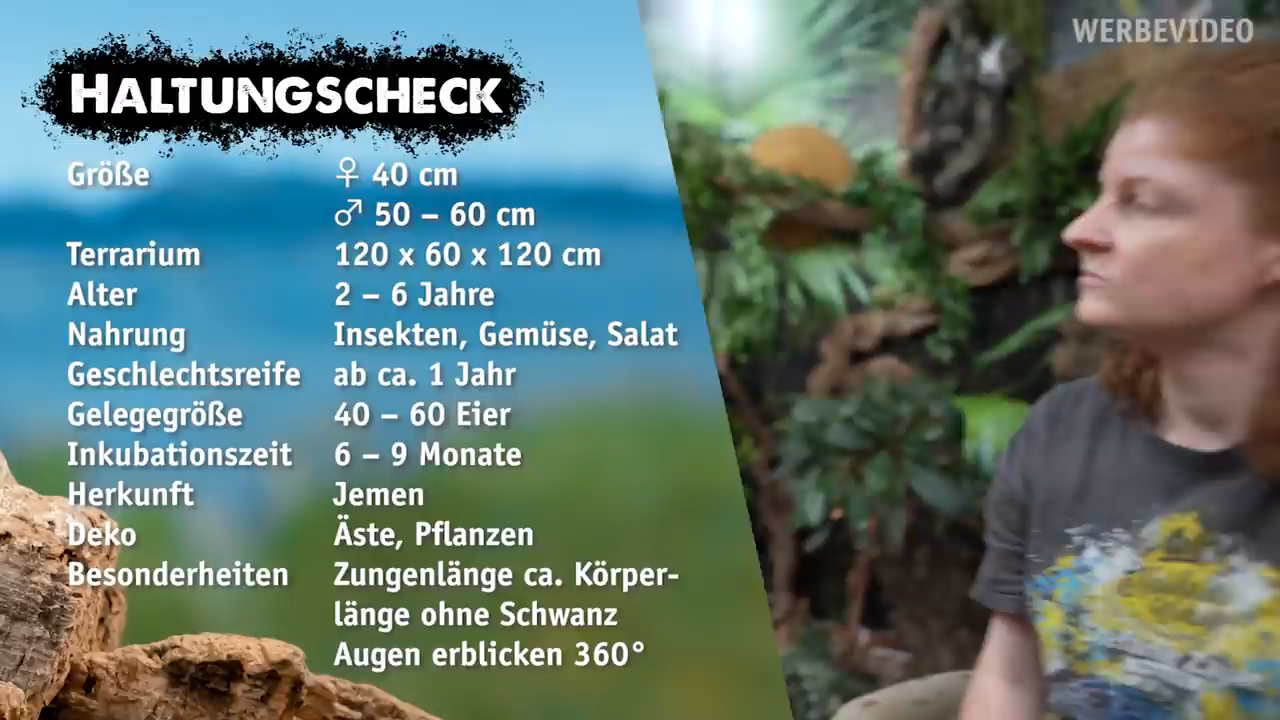 WERBEVIDEO
HALTUNGSCHECK
Größe ♀ 40 cm
♂ 50 – 60 cm
Terrarium 120 x 60 x 120 cm
Alter 2 – 6 Jahre
Nahrung Insekten, Gemüse, Salat
Geschlechtsreife ab ca. 1 Jahr
Gelegegröße 40 – 60 Eier
Inkubationszeit 6 – 9 Monate
Herkunft Jemen
Deko Äste, Pflanzen
Besonderheiten Zungenlänge ca. Körper-
länge ohne Schwanz
Augen erblicken 360°